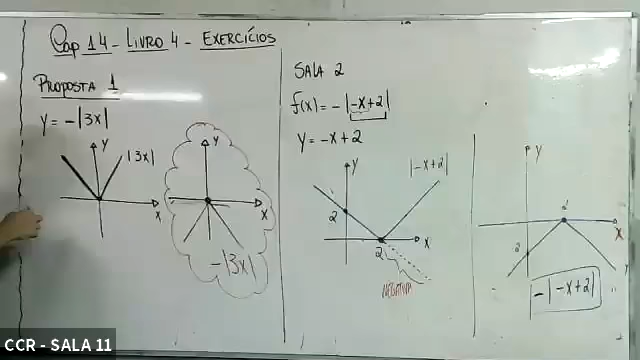 Cap 14 - LIVRO 4 - EXERCÍCIOS
PROPOSTA 1
y = -|3x|
y
|3x|
x
y
x
-|3x|
SALA 2
f(x) = -|-x+2|
y = -x+2
y
|-x+2|
2
2
x
NEGATIVA
y
2
x
2
-|-x+2|
CCR - SALA 11